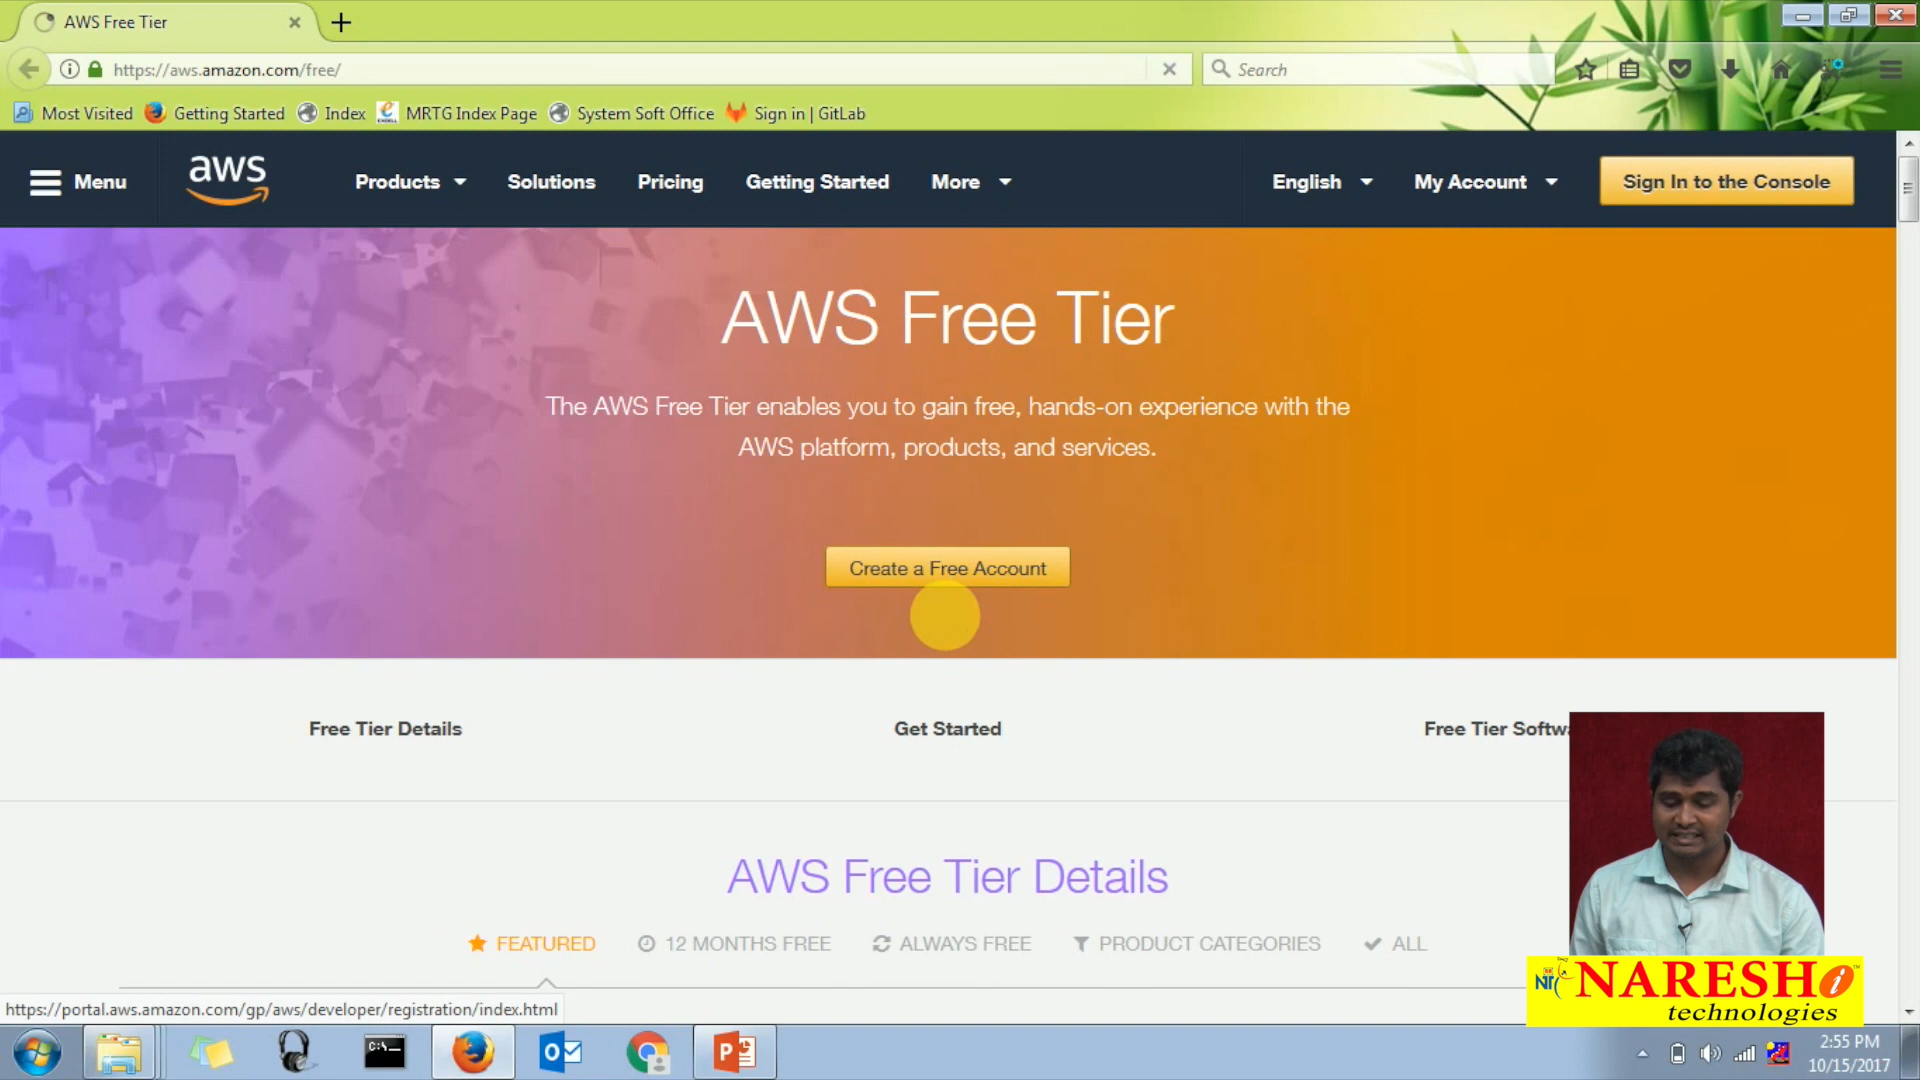 AWS Free Tier
https://aws.amazon.com/free/
Search
Most Visited
Getting Started
Index
MRTG Index Page
System Soft Office
Sign in | GitLab
Menu
aws
Products
Solutions
Pricing
Getting Started
More
English
My Account
Sign In to the Console
AWS Free Tier
The AWS Free Tier enables you to gain free, hands-on experience with the
AWS platform, products, and services.
Create a Free Account
Free Tier Details
Get Started
Free Tier Softw
AWS Free Tier Details
FEATURED
12 MONTHS FREE
ALWAYS FREE
PRODUCT CATEGORIES
ALL
https://portal.aws.amazon.com/gp/aws/developer/registration/index.html
NARESH i
technologies
2:55 PM
10/15/2017